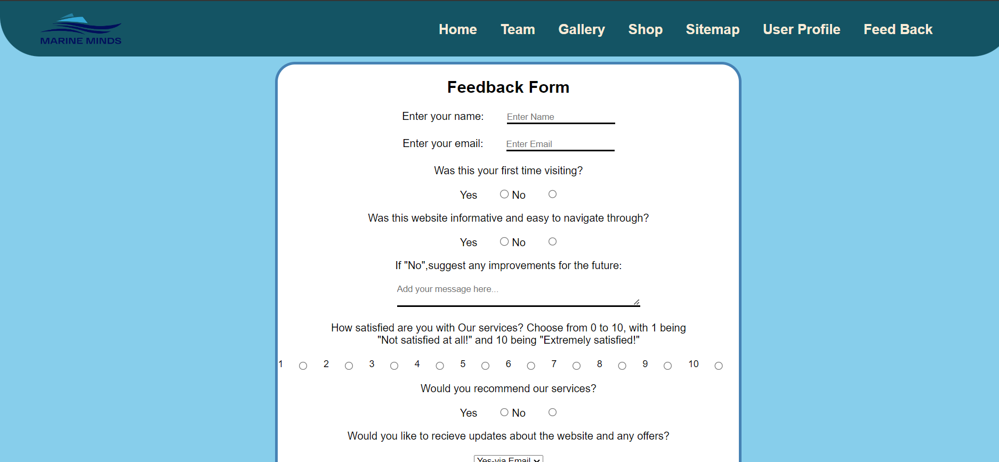 MARINE MINDS
Home Team Gallery Shop Sitemap User Profile Feed Back
Feedback Form
Enter your name: Enter Name
Enter your email: Enter Email
Was this your first time visiting?
Yes No
Was this website informative and easy to navigate through?
Yes No
If "No",suggest any improvements for the future:
Add your message here...
How satisfied are you with Our services? Choose from 0 to 10, with 1 being
"Not satisfied at all!" and 10 being "Extremely satisfied!"
1 2 3 4 5 6 7 8 9 10
Would you recommend our services?
Yes No
Would you like to recieve updates about the website and any offers?
Yes-via Email